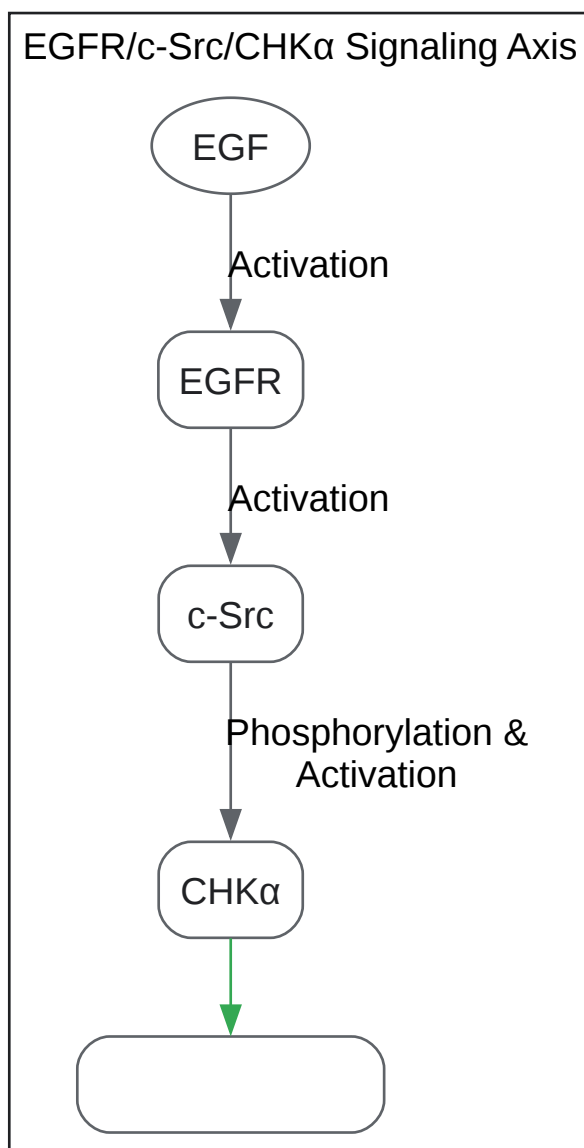 EGFR/c-Src/CHKα Signaling Axis
EGF
Activation
EGFR
Activation
c-Src
Phosphorylation &
Activation
CHKα